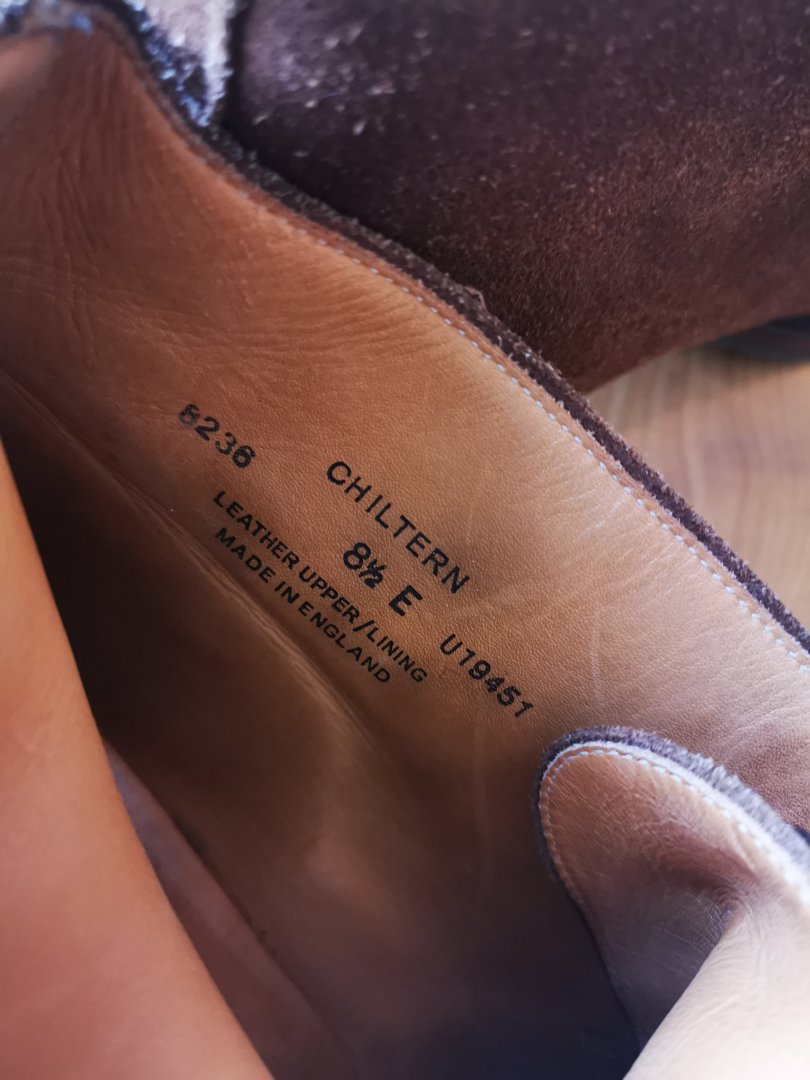 8236
CHILTERN
8½ E
LEATHER UPPER/LINING
MADE IN ENGLAND
U19451